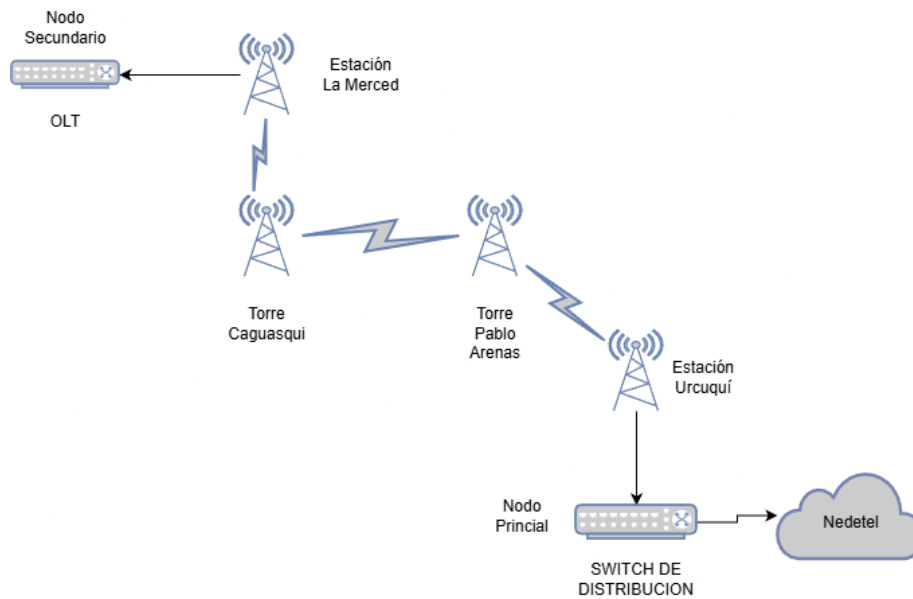 Nodo
Secundario
OLT
Estación
La Merced
Torre
Caguasqui
Torre
Pablo
Arenas
Estación
Urcuquí
Nodo
Princial
SWITCH DE
DISTRIBUCION
Nedetel